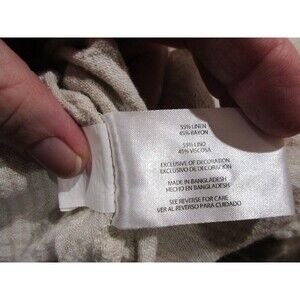 55% LINEN
45% RAYON
55% LINO
45% VISCOSA
EXCLUSIVE OF DECORATION
EXCLUSIVO DE DECORACIÓN
MADE IN BANGLADESH
HECHO EN BANGLADESH
SEE REVERSE FOR CARE
VER AL REVERSO PARA CUIDADO